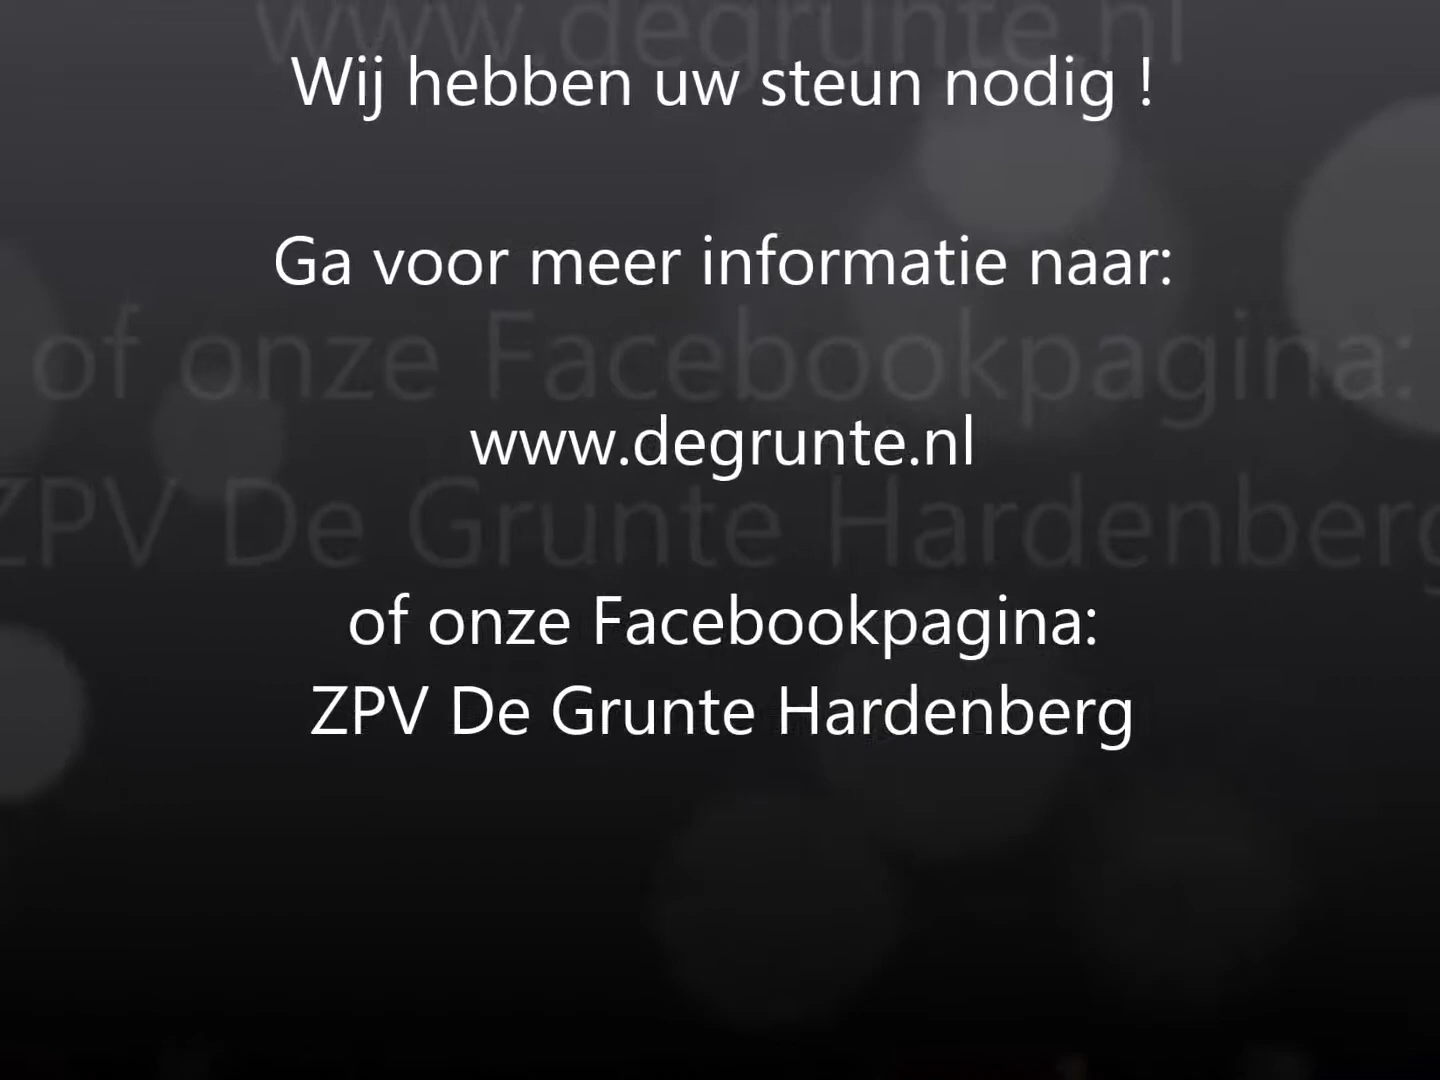 Wij hebben uw steun nodig !
Ga voor meer informatie naar:
www.degrunte.nl
of onze Facebookpagina:
ZPV De Grunte Hardenberg